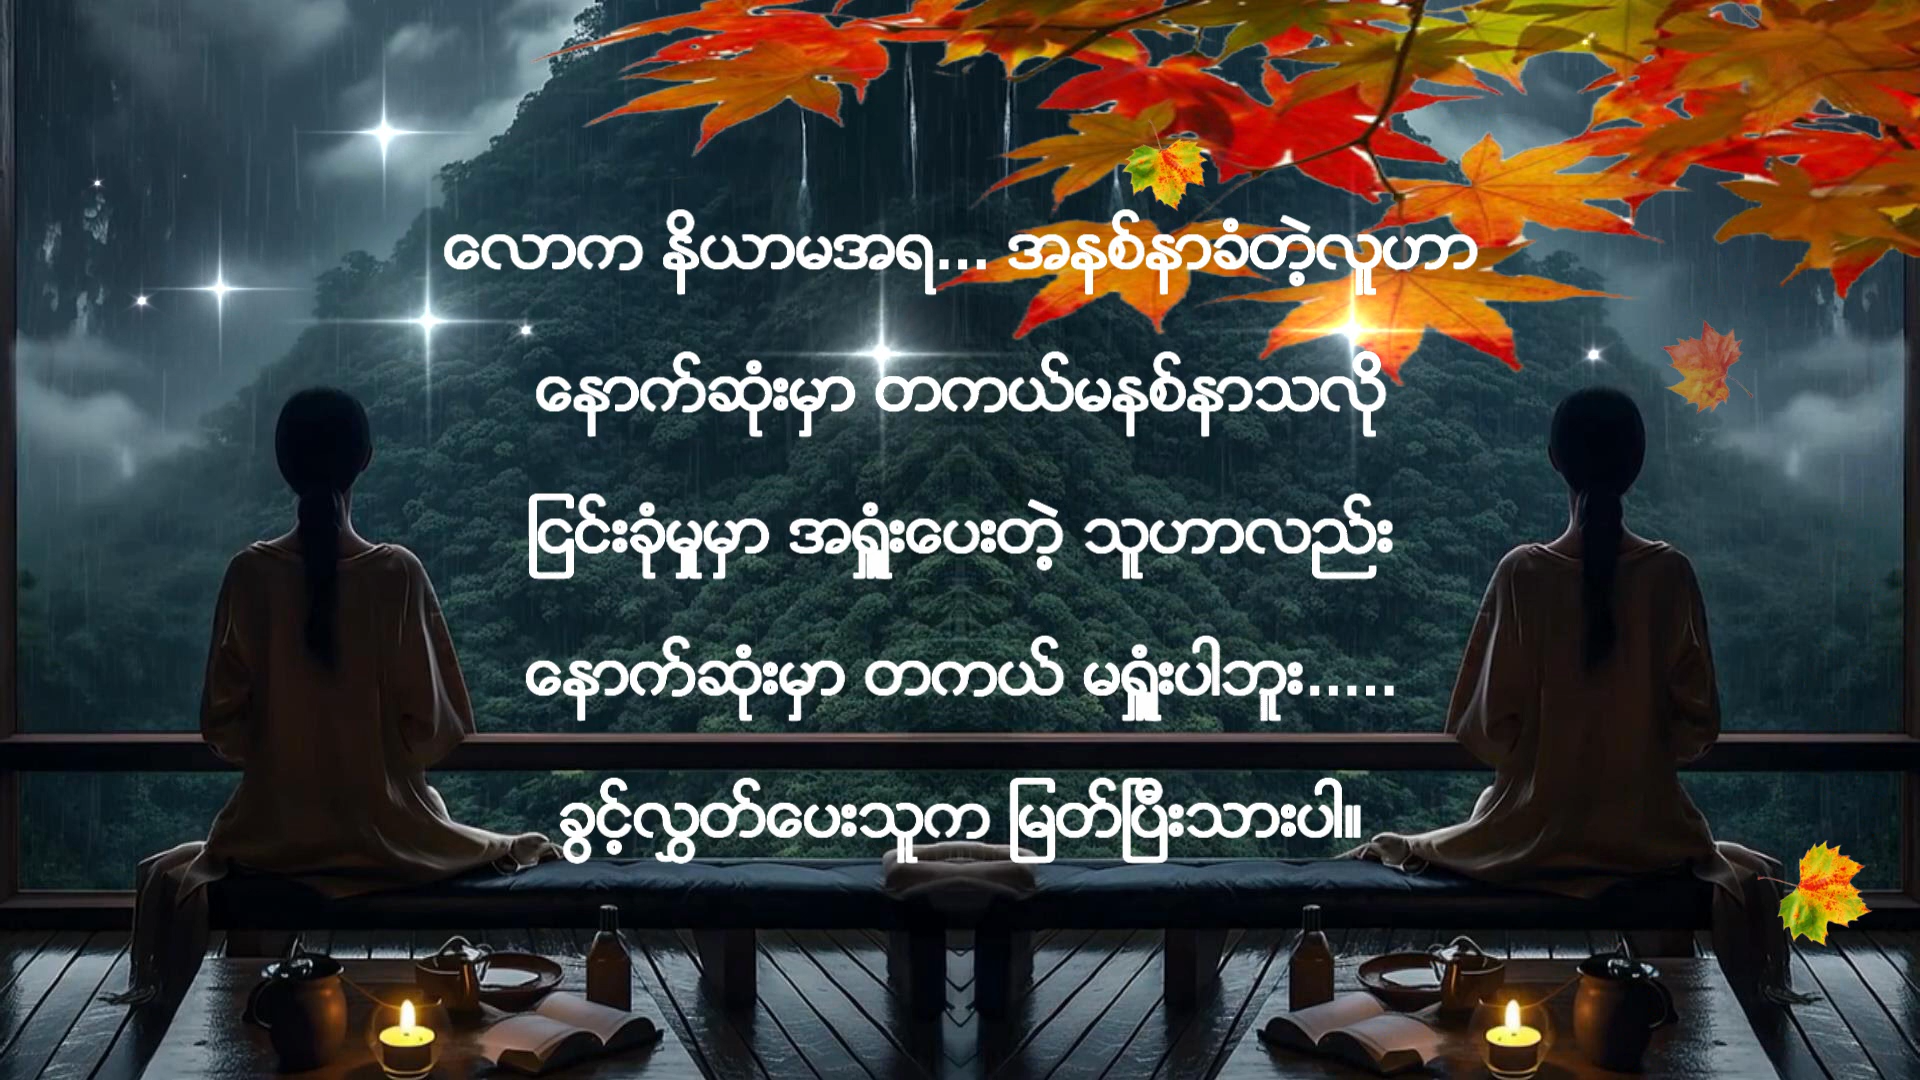 လောက နိယာမအရ... အနစ်နာခံတဲ့လူဟာ
နောက်ဆုံးမှာ တကယ်မနစ်နာသလို
ငြင်းခုံမှုမှာ အရှုံးပေးတဲ့ သူဟာလည်း
နောက်ဆုံးမှာ တကယ် မရှုံးပါဘူး.....
ခွင့်လွှတ်ပေးသူက မြတ်ပြီးသားပါ။